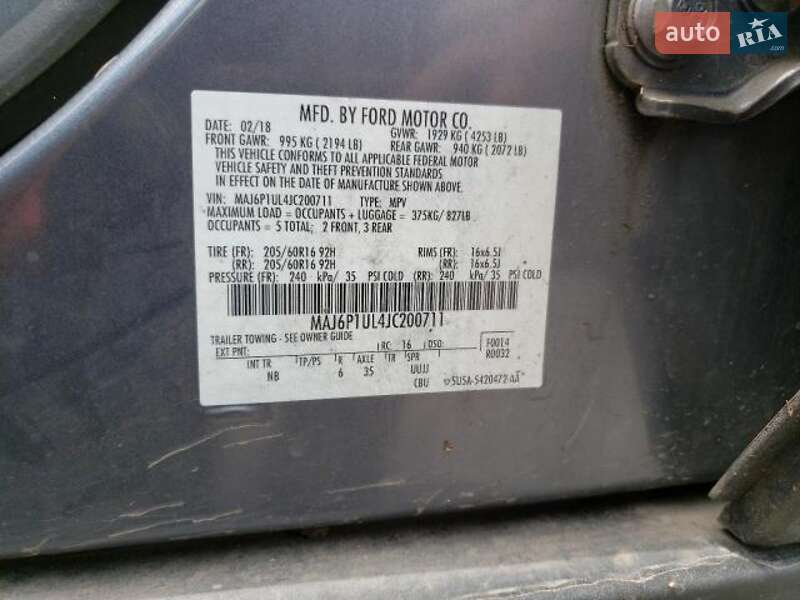 auto RIA
.com
MFD. BY FORD MOTOR CO.
DATE: 02/18 GVWR: 1929 KG ( 4253 LB)
FRONT GAWR: 995 KG ( 2194 LB) REAR GAWR: 940 KG ( 2072 LB)
THIS VEHICLE CONFORMS TO ALL APPLICABLE FEDERAL MOTOR
VEHICLE SAFETY AND THEFT PREVENTION STANDARDS
IN EFFECT ON THE DATE OF MANUFACTURE SHOWN ABOVE.
VIN: MAJ6P1UL4JC200711 TYPE: MPV
MAXIMUM LOAD = OCCUPANTS + LUGGAGE = 375KG/ 827LB
OCCUPANTS = 5 TOTAL; 2 FRONT, 3 REAR
TIRE (FR): 205/60R16 92H RIMS (FR): 16x6.5J
(RR): 205/60R16 92H (RR): 16x6.5J
PRESSURE (FR): 240 kPa/ 35 PSI COLD (RR): 240 kPa/ 35 PSI COLD
MAJ6P1UL4JC200711
TRAILER TOWING - SEE OWNER GUIDE
EXT PNT: RC: 16 DSO: F0014
R0032
INT TR TP/PS R AXLE TR SPR
NB 6 35 UUJJ
CBU 5U5A-5420472-AA